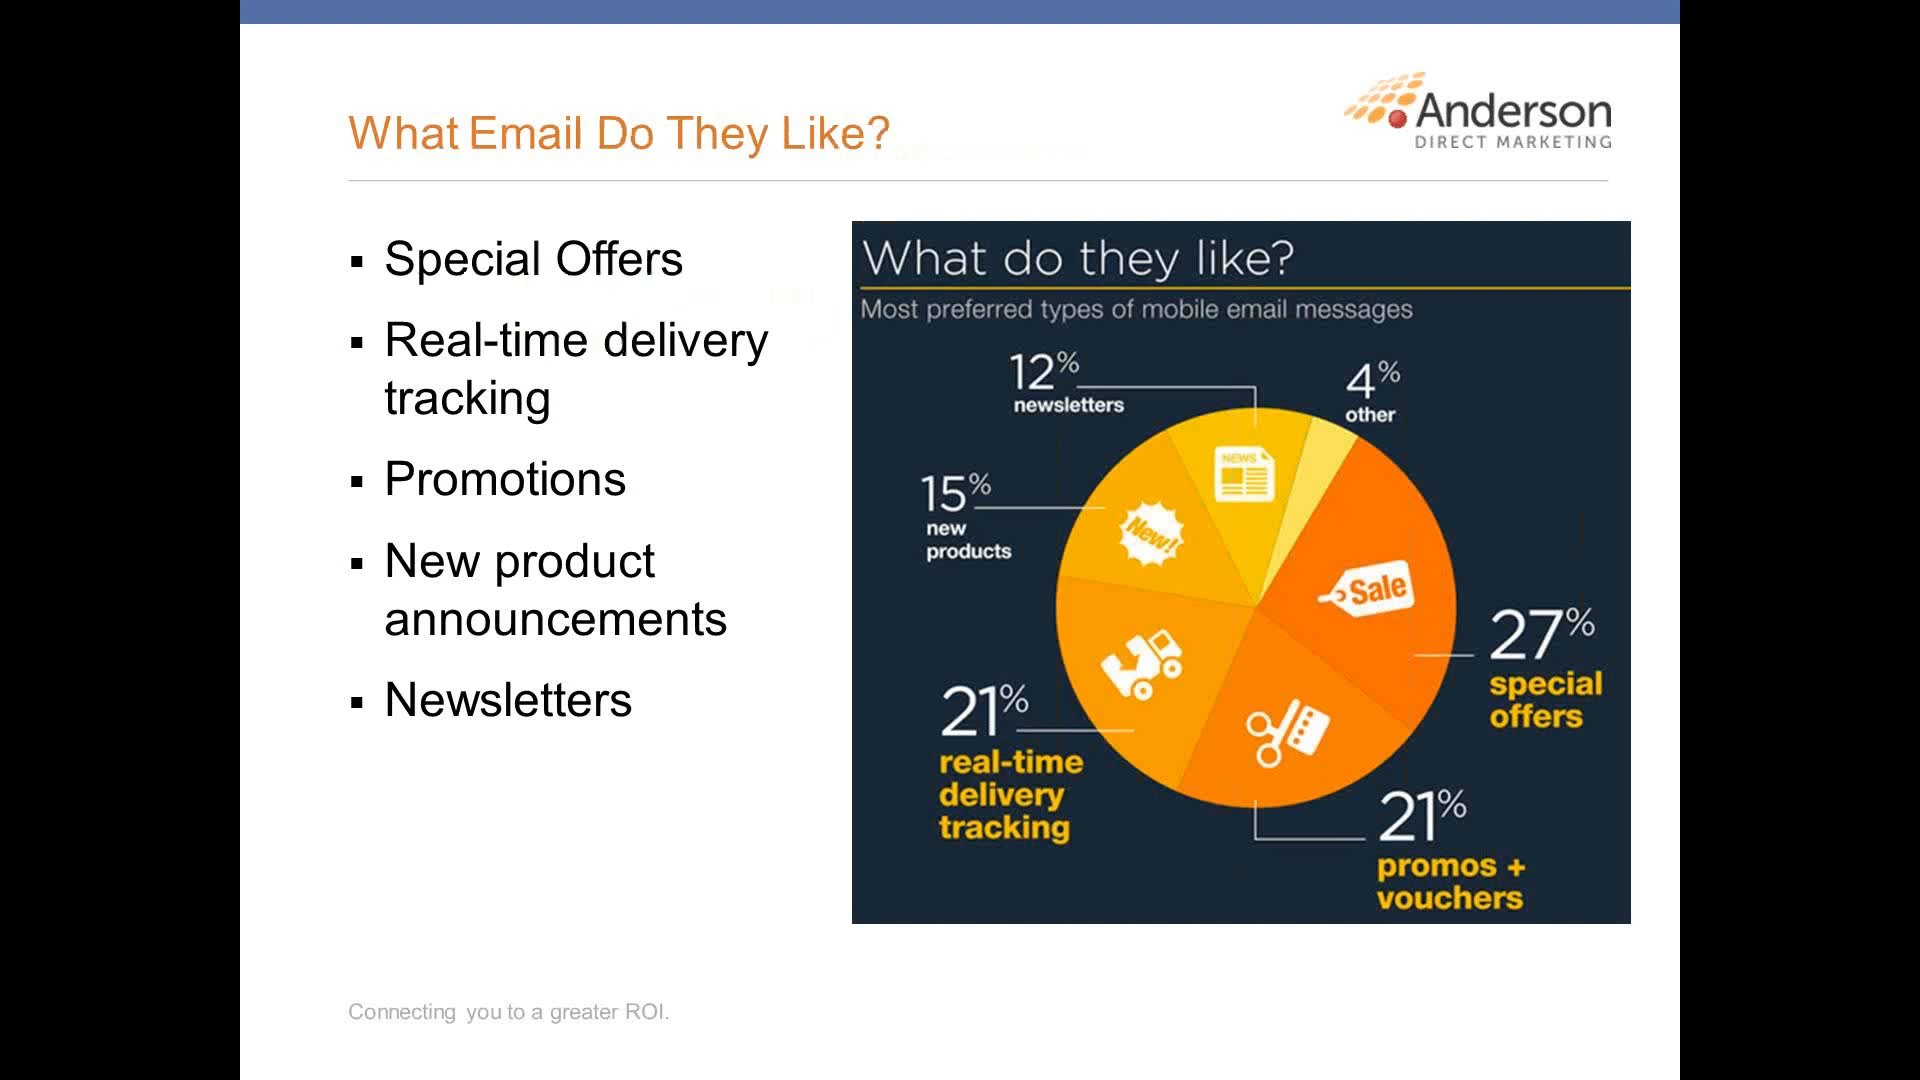 What Email Do They Like?
Anderson
DIRECT MARKETING
▪ Special Offers
▪ Real-time delivery
tracking
▪ Promotions
▪ New product
announcements
▪ Newsletters
What do they like?
Most preferred types of mobile email messages
12%
newsletters
4%
other
15%
new
products
NEWS
New!
Sale
27%
special
offers
21%
real-time
delivery
tracking
21%
promos +
vouchers
Connecting you to a greater ROI.